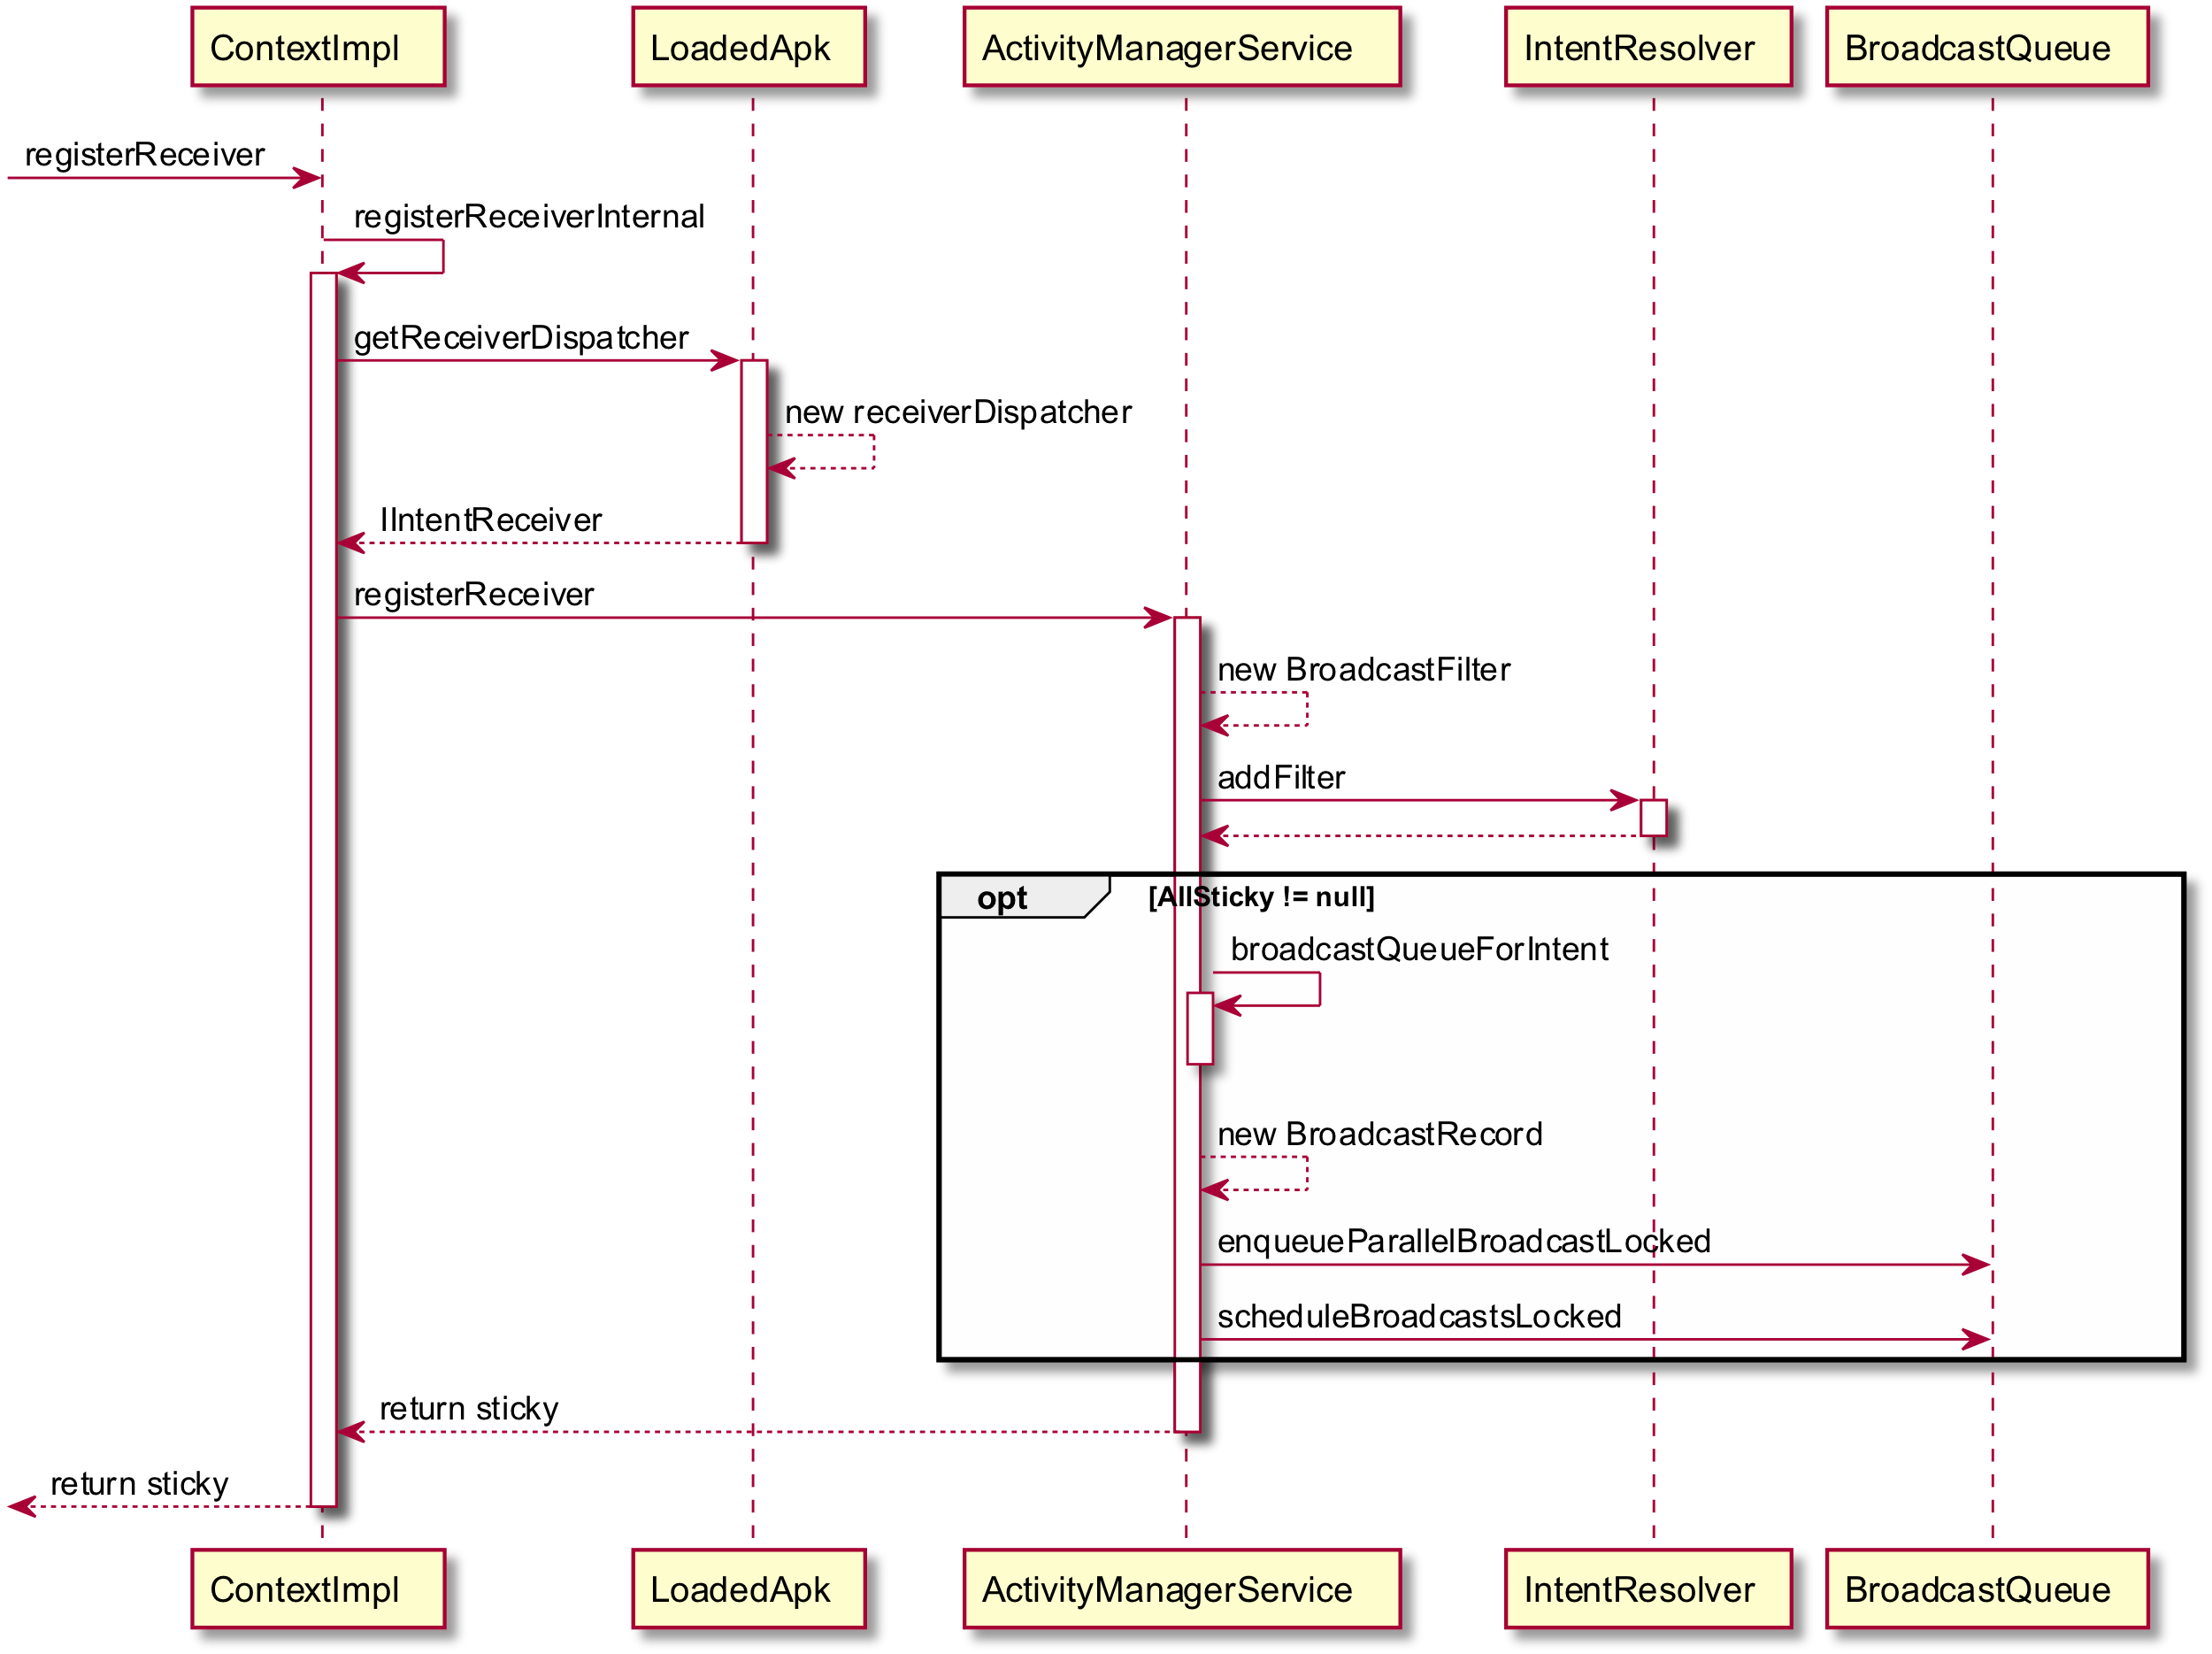 ContextImpl
LoadedApk
ActivityManagerService
IntentResolver
BroadcastQueue
registerReceiver
registerReceiverInternal
getReceiverDispatcher
new receiverDispatcher
IIntentReceiver
registerReceiver
new BroadcastFilter
addFilter
opt
[AllSticky != null]
broadcastQueueForIntent
new BroadcastRecord
enqueueParallelBroadcastLocked
scheduleBroadcastsLocked
return sticky
return sticky
ContextImpl
LoadedApk
ActivityManagerService
IntentResolver
BroadcastQueue